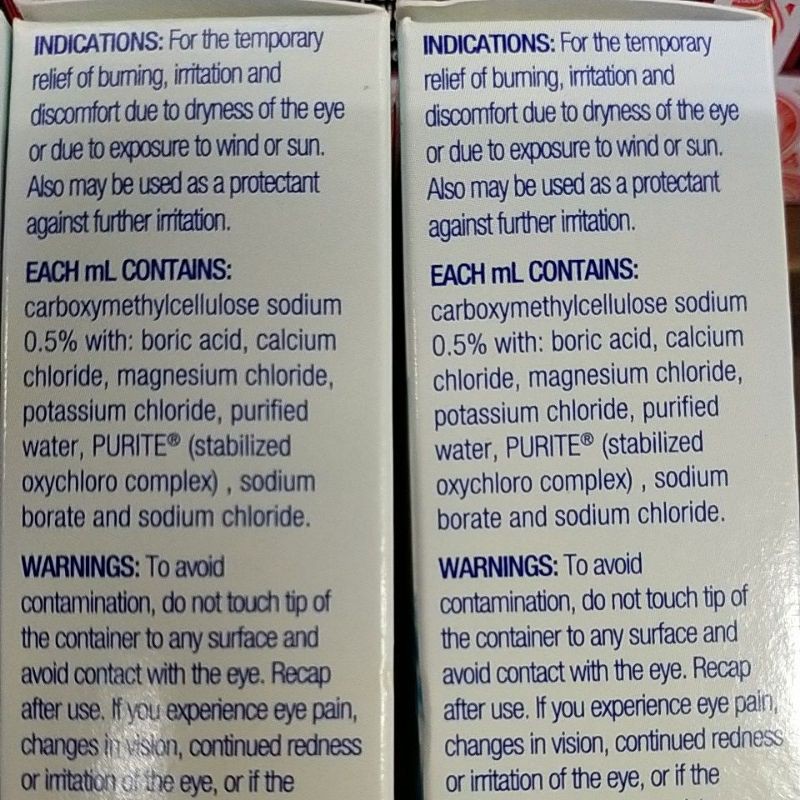 INDICATIONS: For the temporary
relief of burning, irritation and
discomfort due to dryness of the eye
or due to exposure to wind or sun.
Also may be used as a protectant
against further irritation.
EACH mL CONTAINS:
carboxymethylcellulose sodium
0.5% with: boric acid, calcium
chloride, magnesium chloride,
potassium chloride, purified
water, PURITE® (stabilized
oxychloro complex) , sodium
borate and sodium chloride.
WARNINGS: To avoid
contamination, do not touch tip of
the container to any surface and
avoid contact with the eye. Recap
after use. If you experience eye pain,
changes in vision, continued redness
or irritation of the eye, or if the
INDICATIONS: For the temporary
relief of burning, irritation and
discomfort due to dryness of the eye
or due to exposure to wind or sun.
Also may be used as a protectant
against further irritation.
EACH mL CONTAINS:
carboxymethylcellulose sodium
0.5% with: boric acid, calcium
chloride, magnesium chloride,
potassium chloride, purified
water, PURITE® (stabilized
oxychloro complex) , sodium
borate and sodium chloride.
WARNINGS: To avoid
contamination, do not touch tip of
the container to any surface and
avoid contact with the eye. Recap
after use. If you experience eye pain,
changes in vision, continued redness
or irritation of the eye, or if the